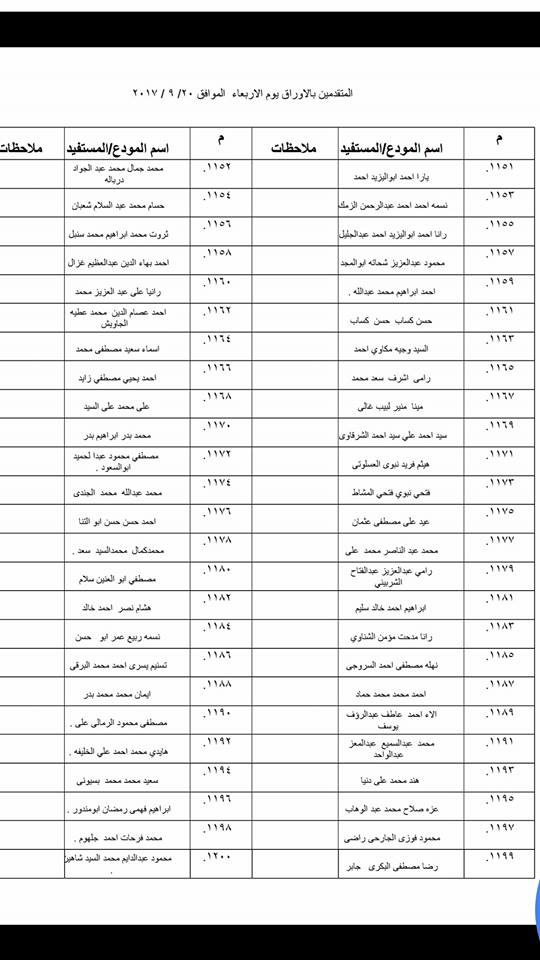 المتقدمين بالاوراق يوم الاربعاء الموافق ٢٠/ ٩ / ٢٠١٧
م اسم المودع/المستفيد ملاحظات م اسم المودع/المستفيد ملاحظات
١١٥١. يارا احمد ابواليزيد احمد ١١٥٢. محمد جمال محمد عبد الجواد
درباله
١١٥٣. نسمه احمد احمد عبدالرحمن الزمك ١١٥٤. حسام محمد عبد السلام شعبان
١١٥٥. رانا احمد ابواليزيد احمد عبدالجليل ١١٥٦. ثروت محمد ابراهيم محمد سنبل
١١٥٧. محمود عبدالعزيز شحاته ابوالمجد ١١٥٨. احمد بهاء الدين عبدالعظيم غزال
١١٥٩. احمد ابراهيم محمد عبدالله . ١١٦٠. رانيا على عبد العزيز محمد
١١٦١. حسن كساب حسن كساب ١١٦٢. احمد عصام الدين محمد عطيه
الجاويش
١١٦٣. السيد وجيه مكاوي احمد ١١٦٤. اسماء سعيد مصطفى محمد
١١٦٥. رامى اشرف سعد محمد ١١٦٦. احمد يحيي مصطفي زايد
١١٦٧. مينا منير لبيب غالى ١١٦٨. على محمد على السيد
١١٦٩. سيد احمد علي سيد احمد الشرقاوى ١١٧٠. محمد بدر ابراهيم بدر
١١٧١. هيثم فريد نبوى العسلوتى ١١٧٢. مصطفي محمود عبدا لحميد
ابوالسعود .
١١٧٣. فتحي نبوي فتحي المشاط ١١٧٤. محمد عبدالله محمد الجندى
١١٧٥. عيد على مصطفى عثمان ١١٧٦. احمد حسن حسن ابو الثنا
١١٧٧. محمد عبد الناصر محمد على ١١٧٨. محمدكمال محمدالسيد سعد .
١١٧٩. رامي عبدالعزيز عبدالفتاح ١١٨٠. مصطفي ابو العنين سلام
الشربيني
١١٨١. ابراهيم احمد خالد سليم ١١٨٢. هشام نصر احمد خالد
١١٨٣. رانا مدحت مؤمن الشناوي ١١٨٤. نسمه ربيع عمر ابو حسن
١١٨٥. نهله مصطفى احمد السروجى ١١٨٦. تسنيم يسرى احمد محمد البرقى
١١٨٧. احمد محمد محمد حماد ١١٨٨. ايمان محمد محمد بدر
١١٨٩. الاء احمد عاطف عبدالرؤف ١١٩٠. مصطفى محمود الرمالى على .
يوسف
١١٩١. محمد عبدالسميع عبدالمعز ١١٩٢. هايدي محمد احمد علي الخليفه .
عبدالواحد
١١٩٣. هند محمد على دنيا ١١٩٤. سعيد محمد محمد بسيونى
١١٩٥. عزه صلاح محمد عبد الوهاب ١١٩٦. ابراهيم فهمى رمضان ابومندور .
١١٩٧. محمود فوزى الجارحى راضى ١١٩٨. محمد فرحات احمد جلهوم .
١١٩٩. رضا مصطفى البكرى جابر ١٢٠٠. محمود عبدالدايم محمد السيد شاهين
.